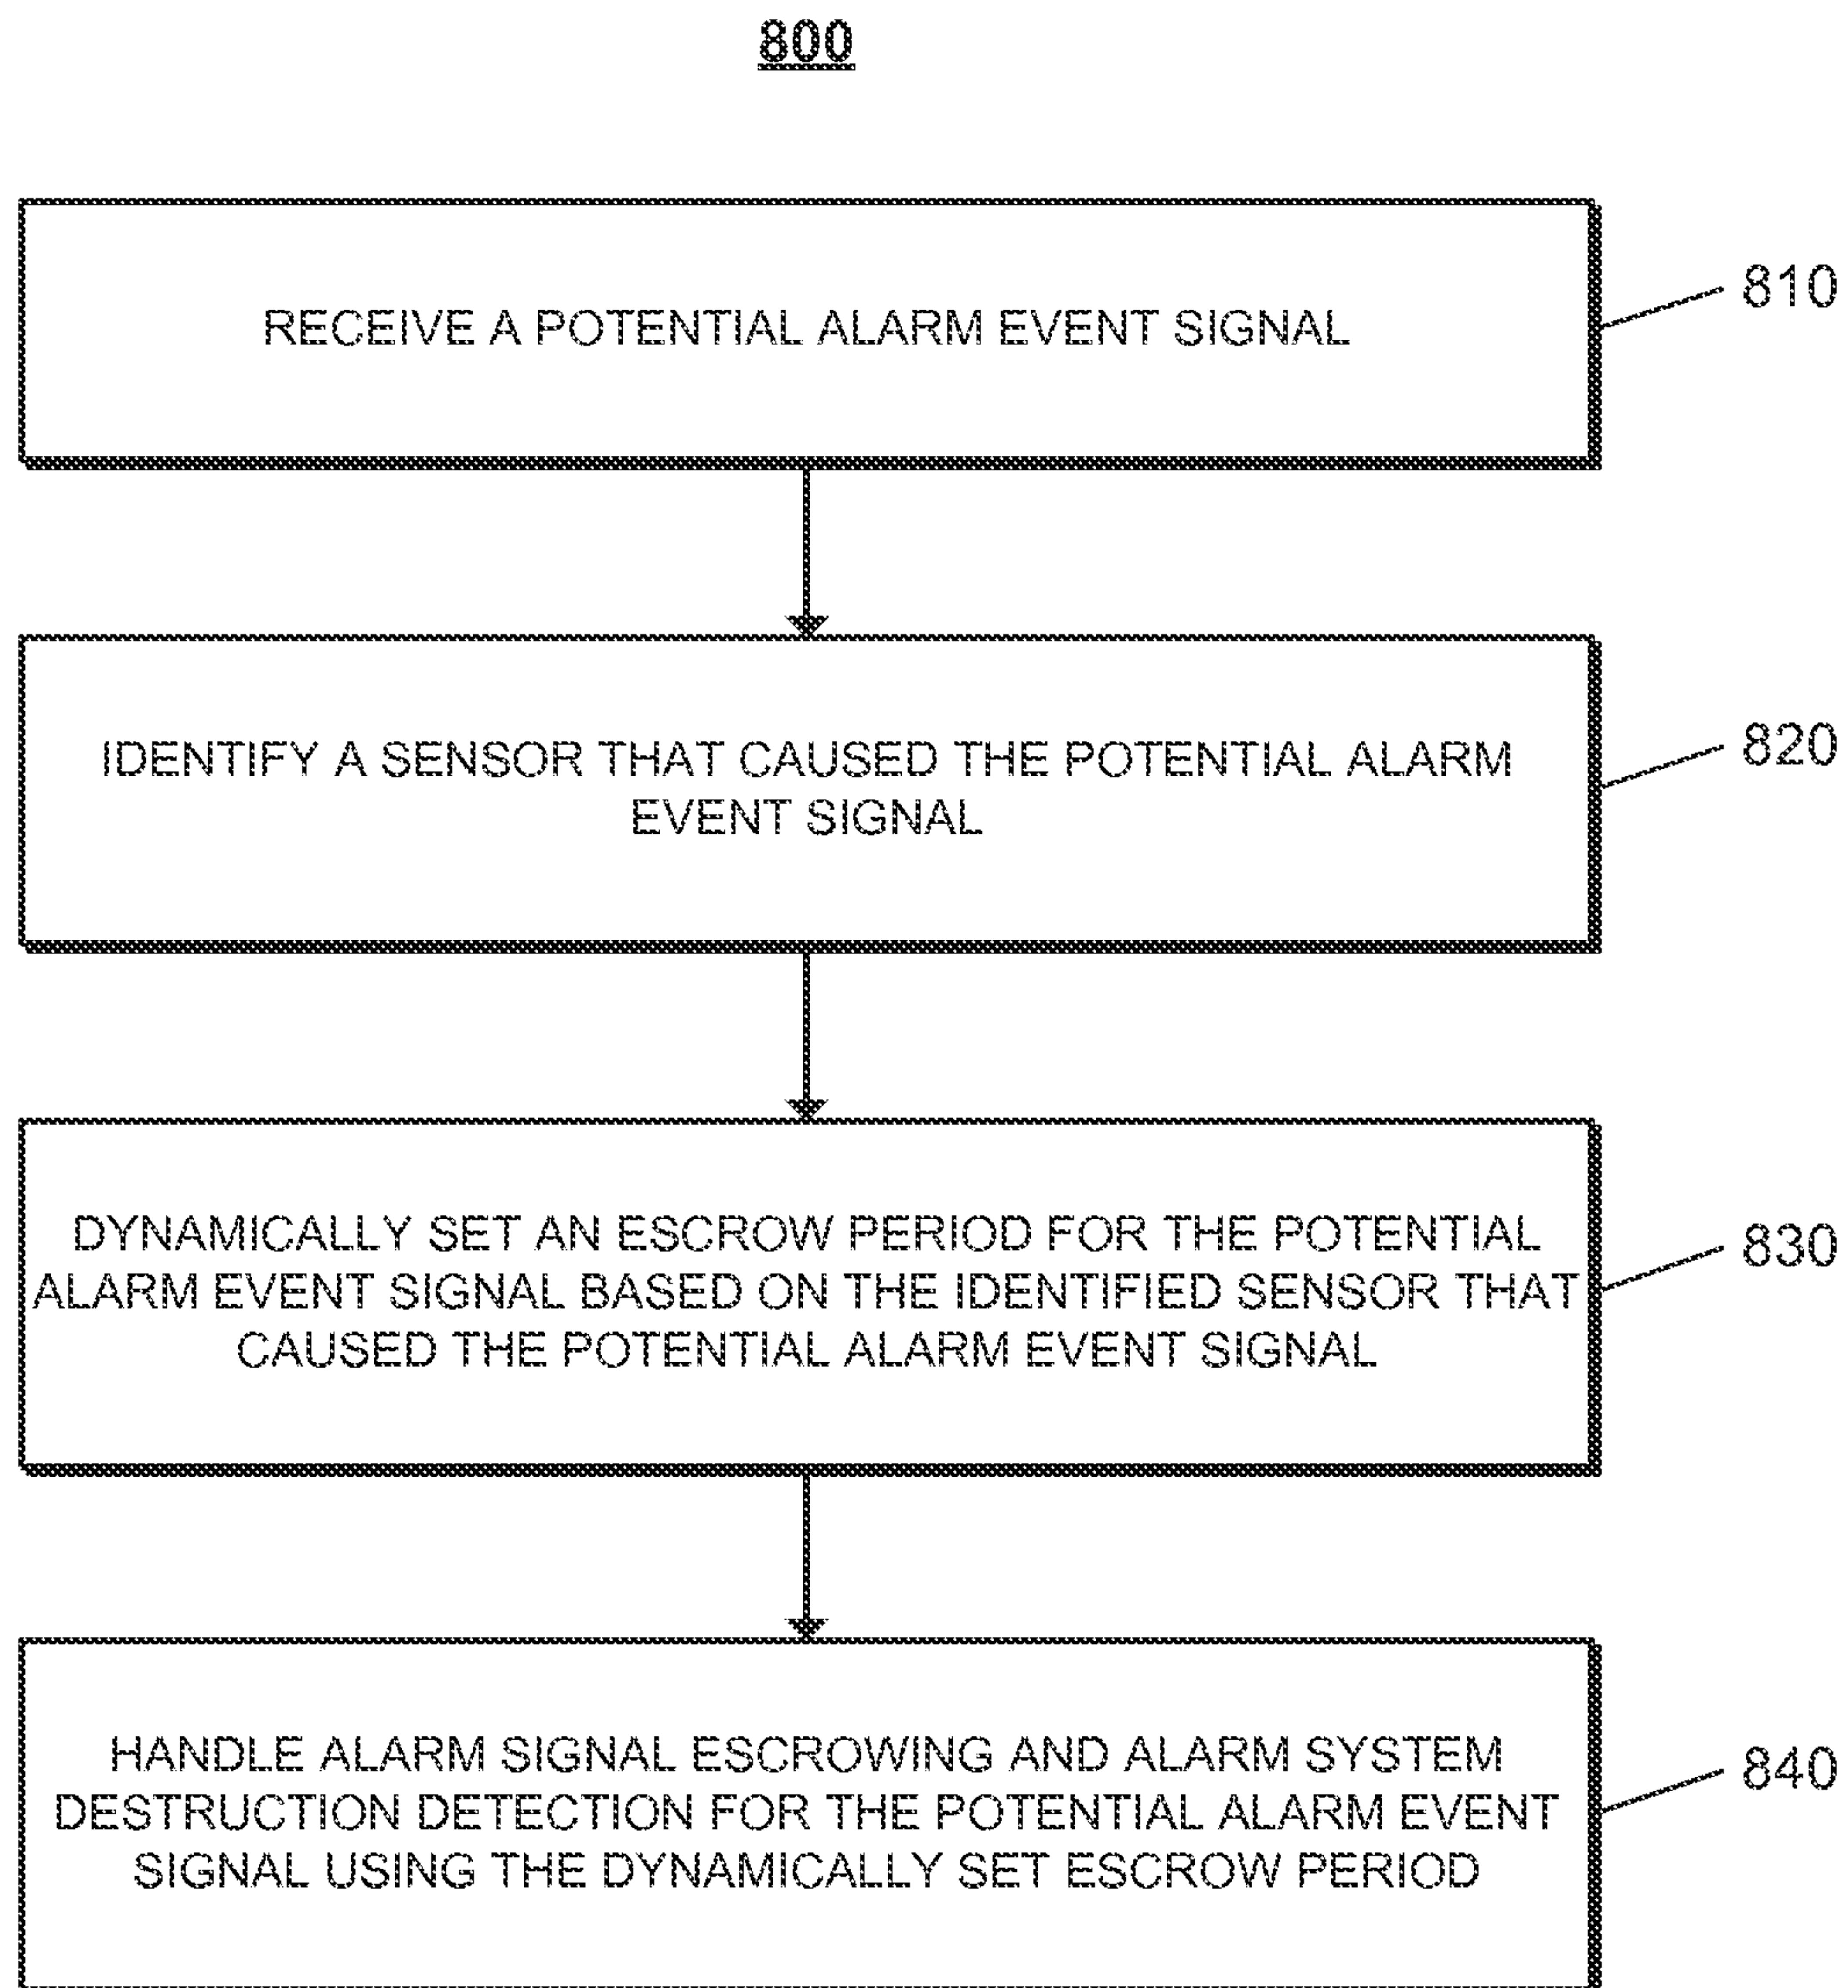 800
RECEIVE A POTENTIAL ALARM EVENT SIGNAL
810
IDENTIFY A SENSOR THAT CAUSED THE POTENTIAL ALARM
EVENT SIGNAL
820
DYNAMICALLY SET AN ESCROW PERIOD FOR THE POTENTIAL
ALARM EVENT SIGNAL BASED ON THE IDENTIFIED SENSOR THAT
CAUSED THE POTENTIAL ALARM EVENT SIGNAL
830
HANDLE ALARM SIGNAL ESCROWING AND ALARM SYSTEM
DESTRUCTION DETECTION FOR THE POTENTIAL ALARM EVENT
SIGNAL USING THE DYNAMICALLY SET ESCROW PERIOD
840